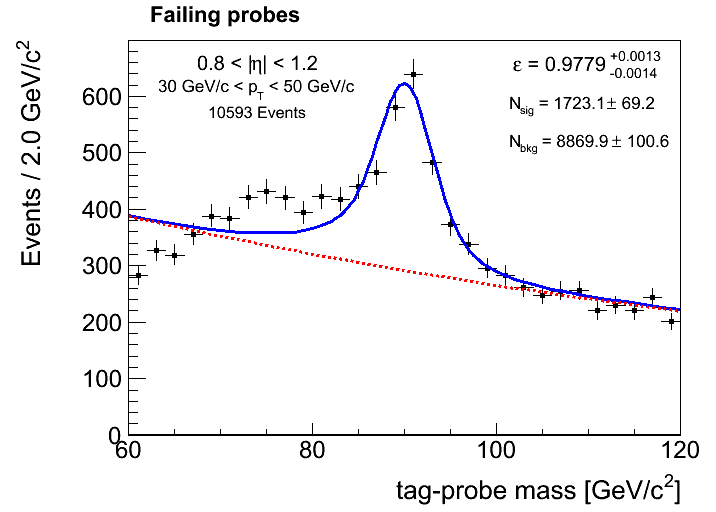 Failing probes
Events / 2.0 GeV/c²
0.8 < |η| < 1.2
30 GeV/c < p_T < 50 GeV/c
10593 Events
ε = 0.9779 +0.0013 -0.0014
N_sig = 1723.1 ± 69.2
N_bkg = 8869.9 ± 100.6
600
500
400
300
200
100
0
60 80 100 120
tag-probe mass [GeV/c²]